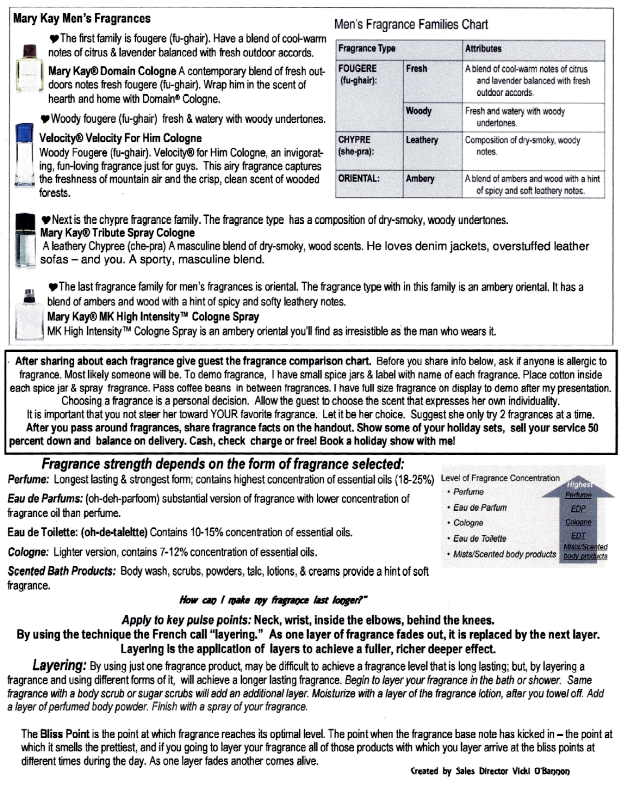 Mary Kay Men's Fragrances
♥The first family is fougere (fu-ghair). Have a blend of cool-warm
notes of citrus & lavender balanced with fresh outdoor accords.
Mary Kay® Domain Cologne A contemporary blend of fresh out-
doors notes fresh fougere (fu-ghair). Wrap him in the scent of
hearth and home with Domain® Cologne.
♥Woody fougere (fu-ghair) fresh & watery with woody undertones.
Velocity® Velocity For Him Cologne
Woody Fougere (fu-ghair). Velocity® for Him Cologne, an invigorat-
ing, fun-loving fragrance just for guys. This airy fragrance captures
the freshness of mountain air and the crisp, clean scent of wooded
forests.
Men's Fragrance Families Chart
Fragrance Type Attributes
FOUGERE Fresh A blend of cool-warm notes of citrus
(fu-ghair): and lavender balanced with fresh
outdoor accords.
Woody Fresh and watery with woody
undertones.
CHYPRE Leathery Composition of dry-smoky, woody
(she-pra): notes.
ORIENTAL: Ambery A blend of ambers and wood with a hint
of spicy and soft leathery notes.
♥Next is the chypre fragrance family. The fragrance type has a composition of dry-smoky, woody undertones.
Mary Kay® Tribute Spray Cologne
A leathery Chypree (che-pra) A masculine blend of dry-smoky, wood scents. He loves denim jackets, overstuffed leather
sofas – and you. A sporty, masculine blend.
♥The last fragrance family for men's fragrances is oriental. The fragrance type with in this family is an ambery oriental. It has a
blend of ambers and wood with a hint of spicy and softy leathery notes.
Mary Kay® MK High Intensity™ Cologne Spray
MK High Intensity™ Cologne Spray is an ambery oriental you'll find as irresistible as the man who wears it.
After sharing about each fragrance give guest the fragrance comparison chart. Before you share info below, ask if anyone is allergic to
fragrance. Most likely someone will be. To demo fragrance, I have small spice jars & label with name of each fragrance. Place cotton inside
each spice jar & spray fragrance. Pass coffee beans in between fragrances. I have full size fragrance on display to demo after my presentation.
Choosing a fragrance is a personal decision. Allow the guest to choose the scent that expresses her own individuality.
It is important that you not steer her toward YOUR favorite fragrance. Let it be her choice. Suggest she only try 2 fragrances at a time.
After you pass around fragrances, share fragrance facts on the handout. Show some of your holiday sets, sell your service 50
percent down and balance on delivery. Cash, check charge or free! Book a holiday show with me!
Fragrance strength depends on the form of fragrance selected:
Perfume: Longest lasting & strongest form; contains highest concentration of essential oils (18-25%)
Eau de Parfums: (oh-deh-parfoom) substantial version of fragrance with lower concentration of
fragrance oil than perfume.
Eau de Toilette: (oh-de-taleltte) Contains 10-15% concentration of essential oils.
Cologne: Lighter version, contains 7-12% concentration of essential oils.
Scented Bath Products: Body wash, scrubs, powders, talc, lotions, & creams provide a hint of soft
fragrance.
Level of Fragrance Concentration
• Perfume
• Eau de Parfum
• Cologne
• Eau de Toilette
• Mists/Scented body products
Highest
Perfume
EDP
Cologne
EDT
Mists/Scented
body products
How can I make my fragrance last longer?"
Apply to key pulse points: Neck, wrist, inside the elbows, behind the knees.
By using the technique the French call "layering." As one layer of fragrance fades out, it is replaced by the next layer.
Layering is the application of layers to achieve a fuller, richer deeper effect.
Layering: By using just one fragrance product, may be difficult to achieve a fragrance level that is long lasting; but, by layering a
fragrance and using different forms of it, will achieve a longer lasting fragrance. Begin to layer your fragrance in the bath or shower. Same
fragrance with a body scrub or sugar scrubs will add an additional layer. Moisturize with a layer of the fragrance lotion, after you towel off. Add
a layer of perfumed body powder. Finish with a spray of your fragrance.
The Bliss Point is the point at which fragrance reaches its optimal level. The point when the fragrance base note has kicked in – the point at
which it smells the prettiest, and if you going to layer your fragrance all of those products with which you layer arrive at the bliss points at
different times during the day. As one layer fades another comes alive.
Created by Sales Director Vicki O'Bannon